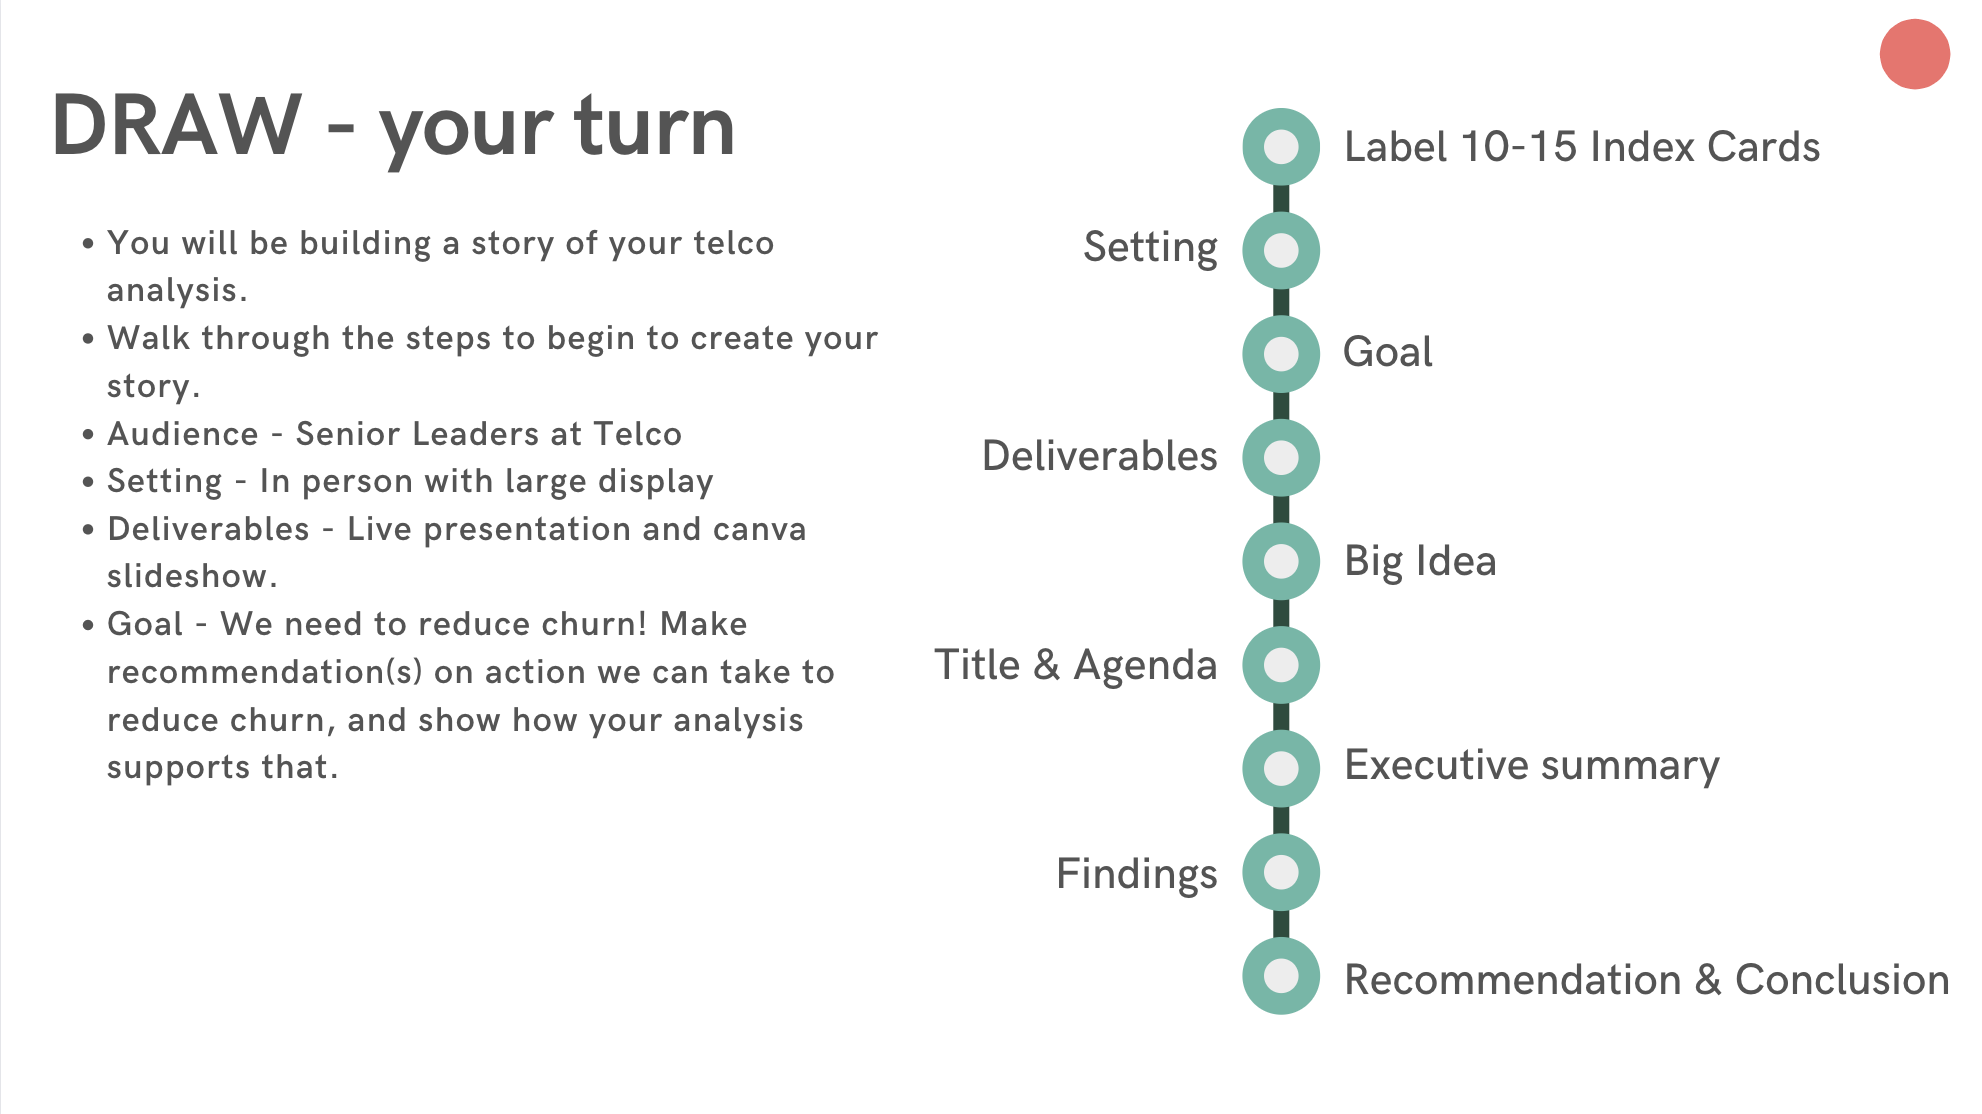 DRAW - your turn
• You will be building a story of your telco
analysis.
• Walk through the steps to begin to create your
story.
• Audience - Senior Leaders at Telco
• Setting - In person with large display
• Deliverables - Live presentation and canva
slideshow.
• Goal - We need to reduce churn! Make
recommendation(s) on action we can take to
reduce churn, and show how your analysis
supports that.
Label 10-15 Index Cards
Setting
Goal
Deliverables
Big Idea
Title & Agenda
Executive summary
Findings
Recommendation & Conclusion